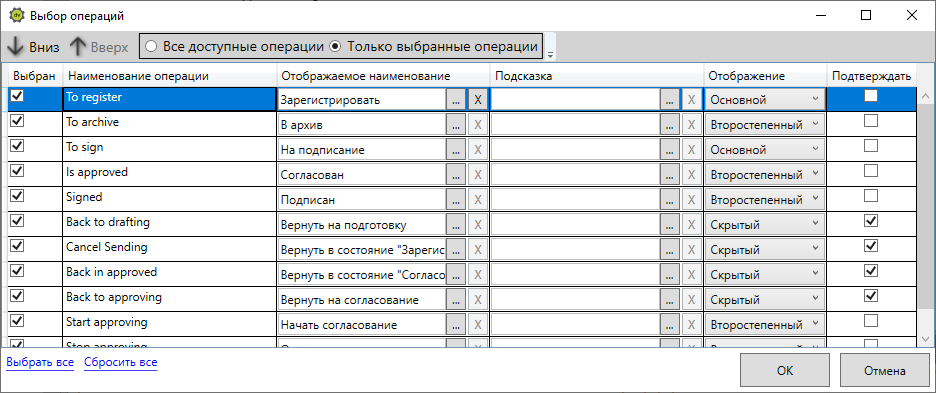 Выбор операций
Вниз Вверх Все доступные операции Только выбранные операции
Выбран Наименование операции Отображаемое наименование Подсказка Отображение Подтверждать
To register Зарегистрировать ... X ... X Основной
To archive В архив ... X ... X Второстепенный
To sign На подписание ... X ... X Основной
Is approved Согласован ... X ... X Второстепенный
Signed Подписан ... X ... X Второстепенный
Back to drafting Вернуть на подготовку ... X ... X Скрытый
Cancel Sending Вернуть в состояние "Зарегис ... X ... X Скрытый
Back in approved Вернуть в состояние "Согласо ... X ... X Скрытый
Back to approving Вернуть на согласование ... X ... X Скрытый
Start approving Начать согласование ... X ... X Второстепенный
Stop approving
Выбрать все Сбросить все OK Отмена